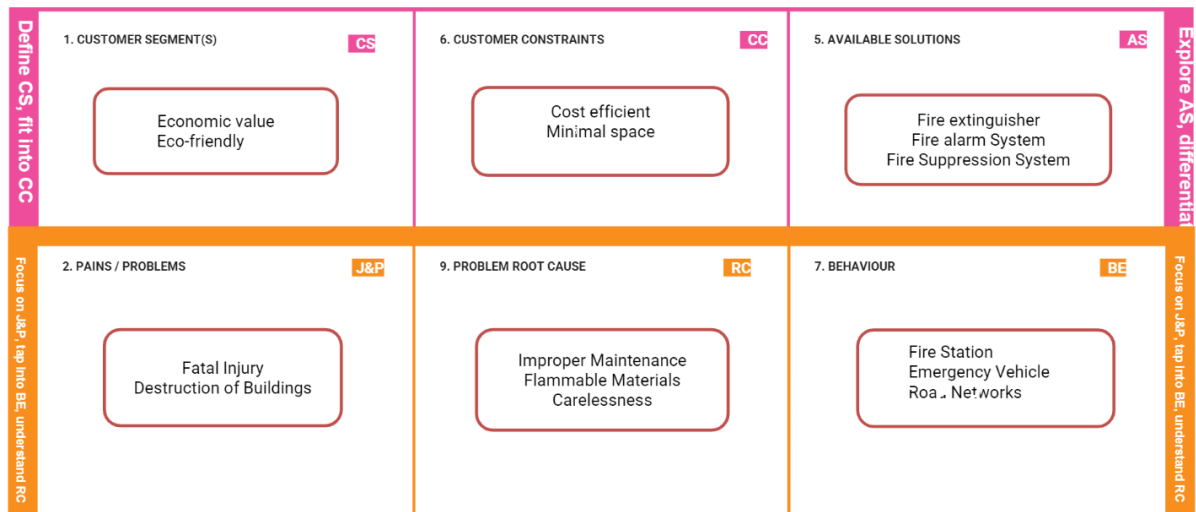 Define CS, fit into CC
1. CUSTOMER SEGMENT(S)
CS
Economic value
Eco-friendly
6. CUSTOMER CONSTRAINTS
CC
Cost efficient
Minimal space
5. AVAILABLE SOLUTIONS
AS
Fire extinguisher
Fire alarm System
Fire Suppression System
Explore AS, differentiat
Focus on J&P, tap into BE, understand RC
2. PAINS / PROBLEMS
J&P
Fatal Injury
Destruction of Buildings
9. PROBLEM ROOT CAUSE
RC
Improper Maintenance
Flammable Materials
Carelessness
7. BEHAVIOUR
BE
Fire Station
Emergency Vehicle
Road Networks
Focus on J&P, tap into BE, understand RC